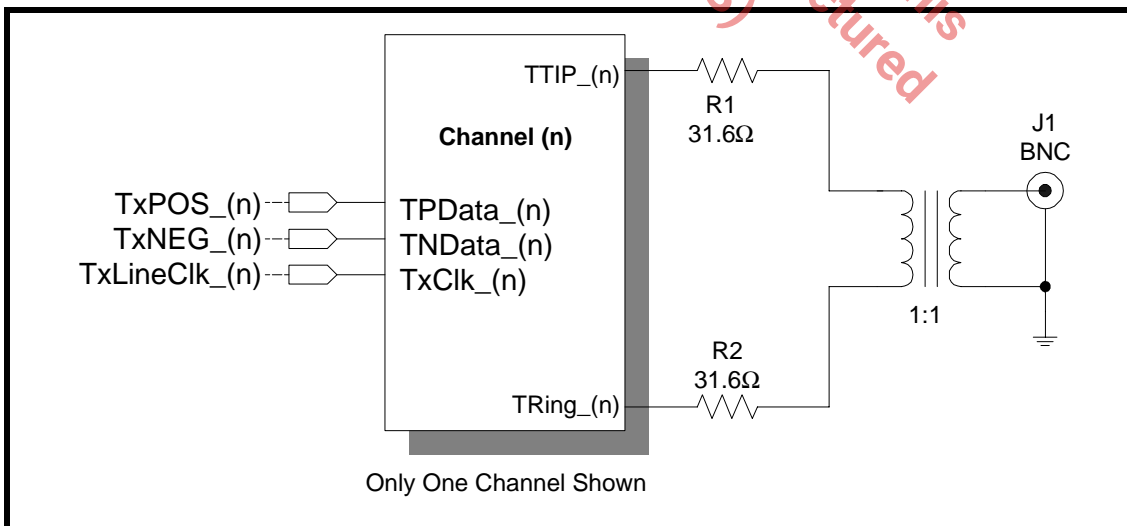 TTIP_(n)
R1
31.6Ω
Channel (n)
J1
BNC
TxPOS_(n)
TPData_(n)
TxNEG_(n)
TNData_(n)
TxLineClk_(n)
TxClk_(n)
1:1
R2
31.6Ω
TRing_(n)
Only One Channel Shown